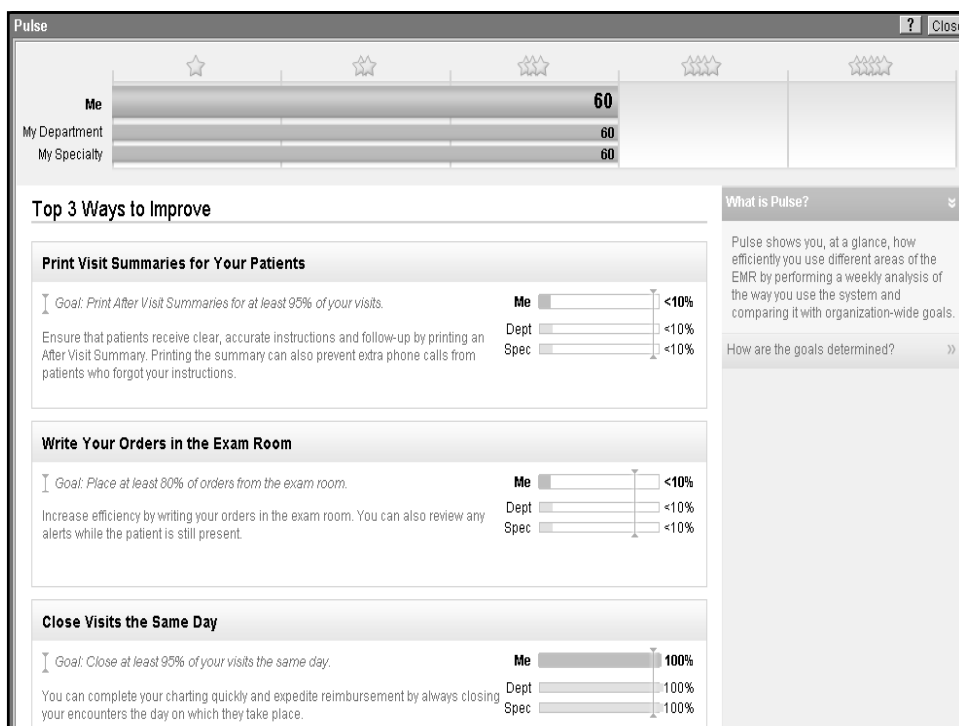 Pulse
? Close
Me 60
My Department 60
My Specialty 60
Top 3 Ways to Improve
What is Pulse?
Pulse shows you, at a glance, how
efficiently you use different areas of the
EMR by performing a weekly analysis of
the way you use the system and
comparing it with organization-wide goals.
How are the goals determined?
Print Visit Summaries for Your Patients
Goal: Print After Visit Summaries for at least 95% of your visits.
Me <10%
Dept <10%
Spec <10%
Ensure that patients receive clear, accurate instructions and follow-up by printing an
After Visit Summary. Printing the summary can also prevent extra phone calls from
patients who forgot your instructions.
Write Your Orders in the Exam Room
Goal: Place at least 80% of orders from the exam room.
Me <10%
Dept <10%
Spec <10%
Increase efficiency by writing your orders in the exam room. You can also review any
alerts while the patient is still present.
Close Visits the Same Day
Goal: Close at least 95% of your visits the same day.
Me 100%
Dept 100%
Spec 100%
You can complete your charting quickly and expedite reimbursement by always closing
your encounters the day on which they take place.